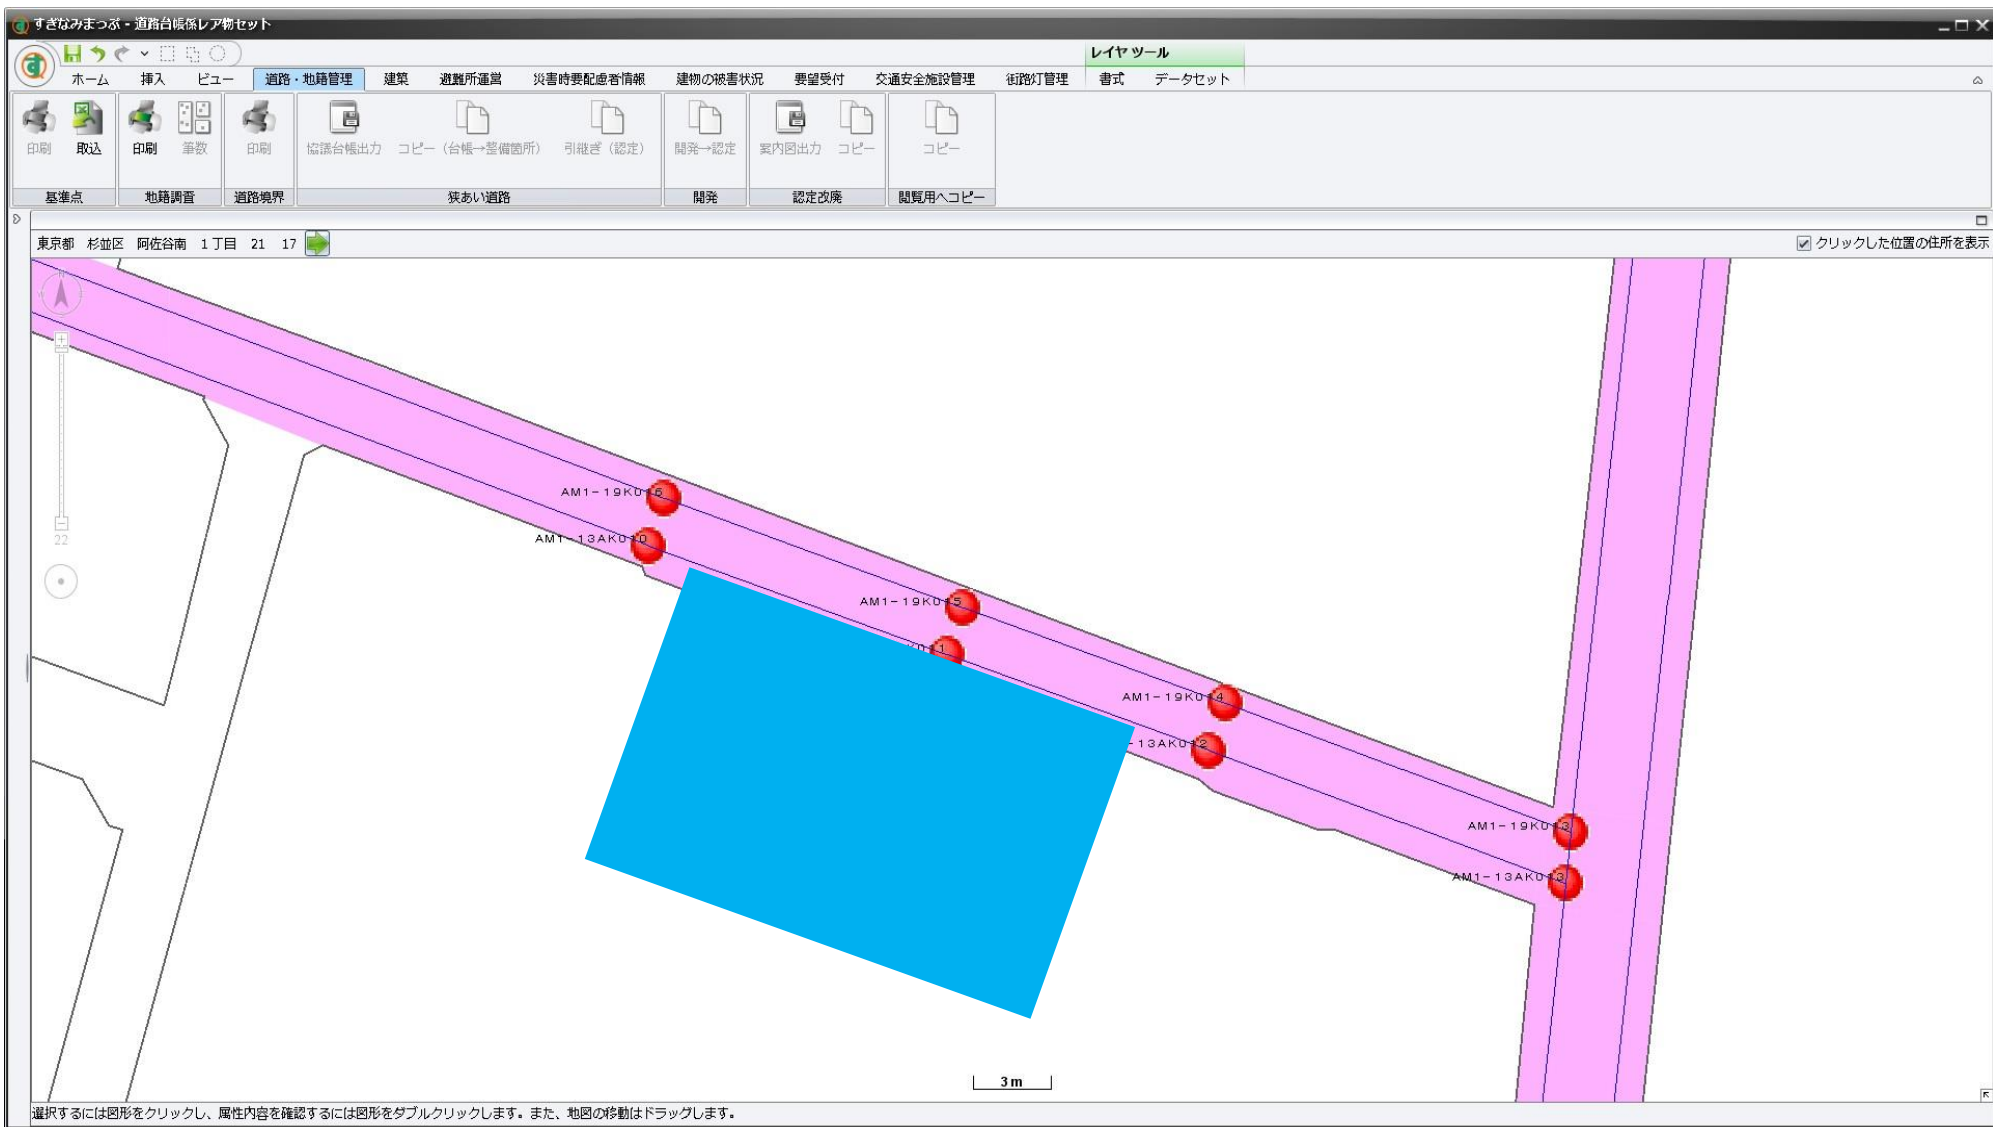 すぎなみまっぷ - 道路台帳係レア物セット
レイヤ ツール
ホーム 挿入 ビュー 道路・地籍管理 建築 避難所運営 災害時要配慮者情報 建物の被害状況 要望受付 交通安全施設管理 街路灯管理 書式 データセット
印刷 取込 印刷 筆数 印刷 協議台帳出力 コピー（台帳→整備箇所） 引継ぎ（認定） 開発→認定 案内図出力 コピー コピー
基準点 地籍調査 道路境界 狭あい道路 開発 認定改廃 閲覧用へコピー
東京都 杉並区 阿佐谷南 1丁目 21 17
クリックした位置の住所を表示
N
22
AM1-19K016
AM1-13AK010
AM1-19K015
K011
AM1-19K014
-13AK012
AM1-19K013
AM1-13AK013
3m
選択するには図形をクリックし、属性内容を確認するには図形をダブルクリックします。また、地図の移動はドラッグします。